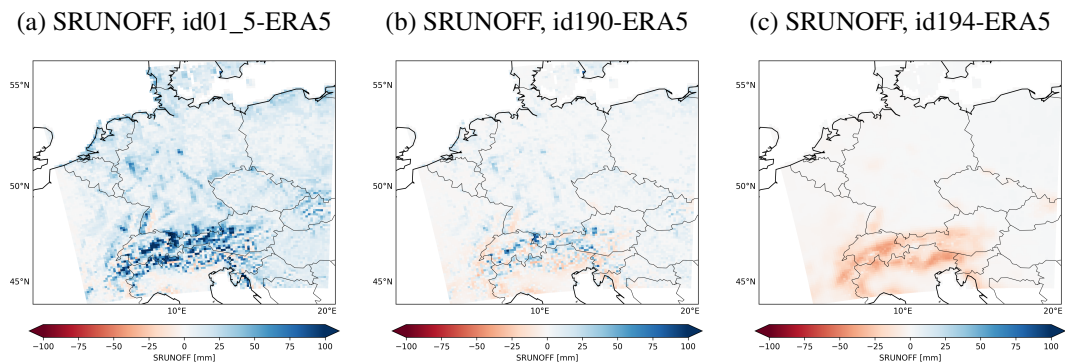 (a) SRUNOFF, id01_5-ERA5 (b) SRUNOFF, id190-ERA5 (c) SRUNOFF, id194-ERA5
55°N 55°N 55°N
50°N 50°N 50°N
45°N 45°N 45°N
10°E 20°E 10°E 20°E 10°E 20°E
−100 −75 −50 −25 0 25 50 75 100 −100 −75 −50 −25 0 25 50 75 100 −100 −75 −50 −25 0 25 50 75 100
SRUNOFF [mm] SRUNOFF [mm] SRUNOFF [mm]